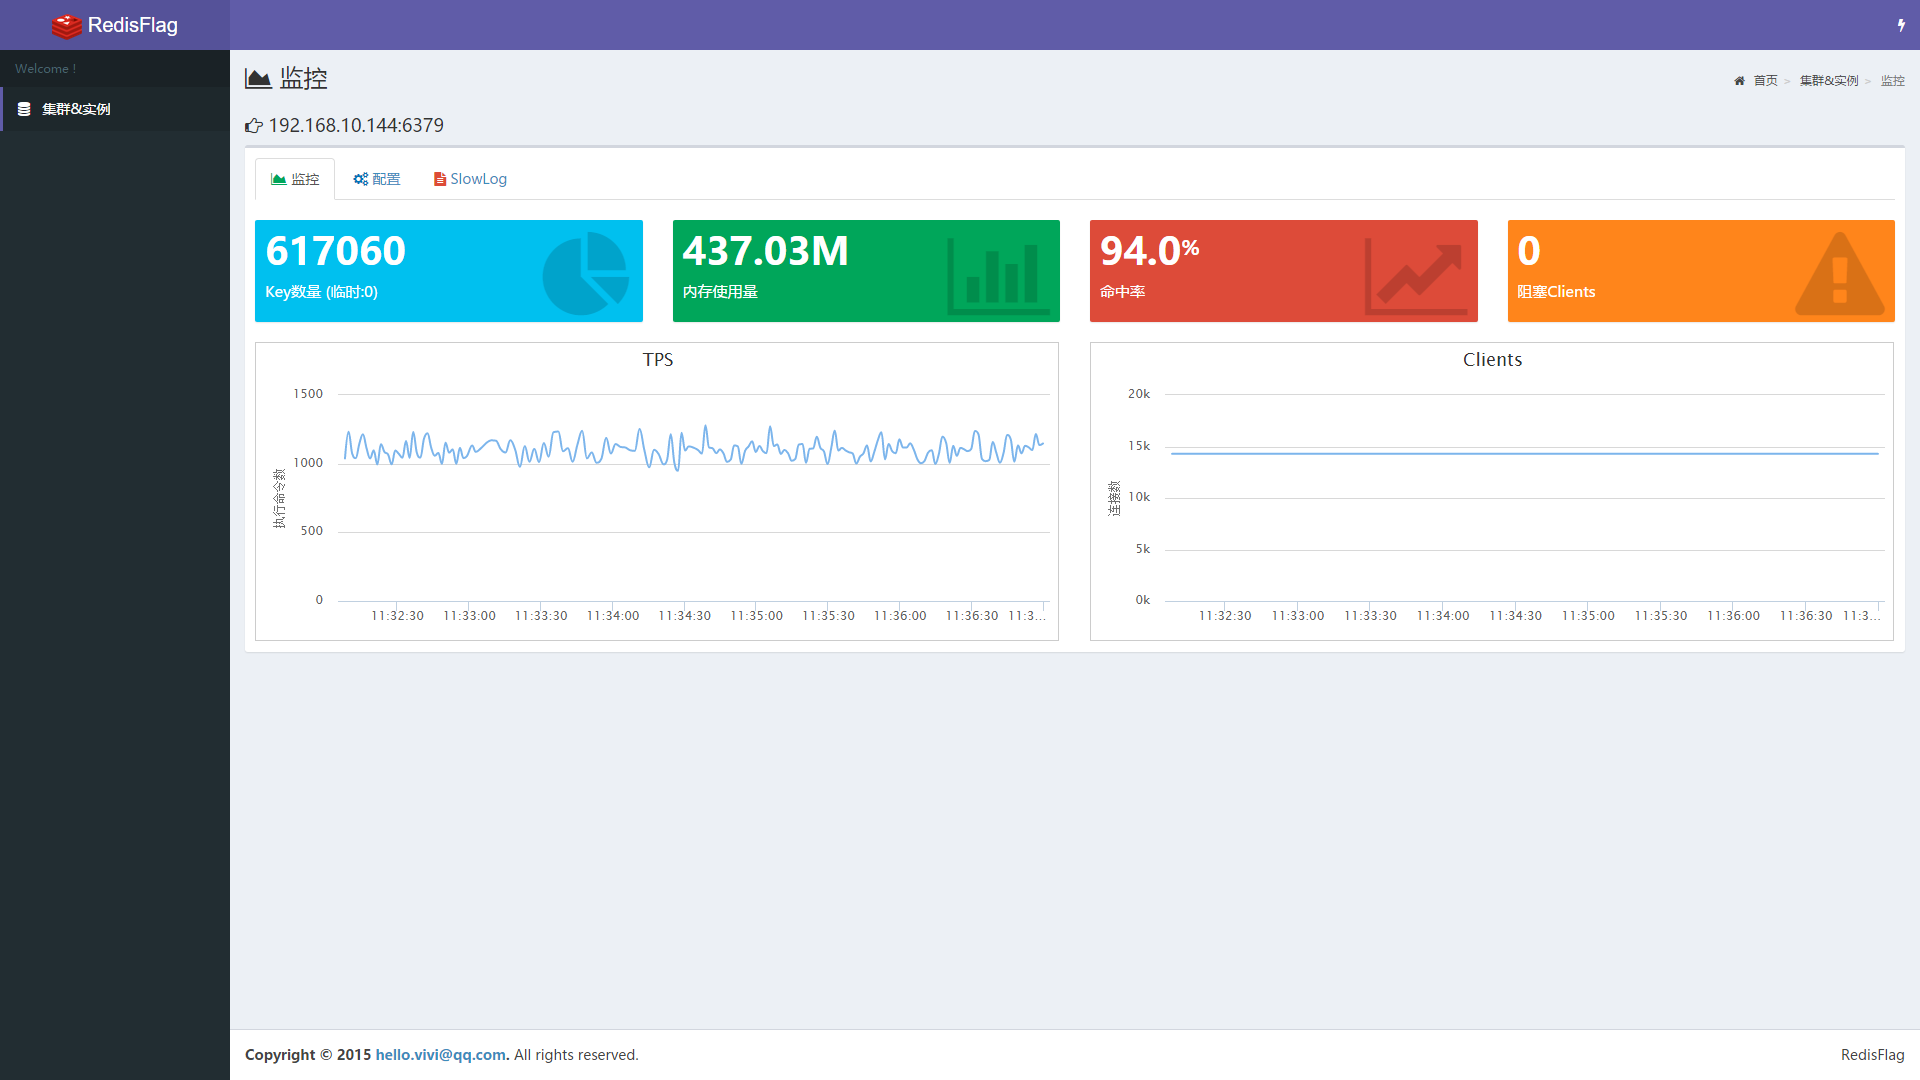 RedisFlag
Welcome !
集群&实例
监控
首页 > 集群&实例 > 监控
192.168.10.144:6379
监控 配置 SlowLog
617060
Key数量 (临时:0)
437.03M
内存使用量
94.0%
命中率
0
阻塞Clients
TPS
1500
1000
500
0
执行命令数
11:32:30 11:33:00 11:33:30 11:34:00 11:34:30 11:35:00 11:35:30 11:36:00 11:36:30 11:3...
Clients
20k
15k
10k
5k
0k
连接数
11:32:30 11:33:00 11:33:30 11:34:00 11:34:30 11:35:00 11:35:30 11:36:00 11:36:30 11:3...
Copyright © 2015 hello.vivi@qq.com. All rights reserved.
RedisFlag